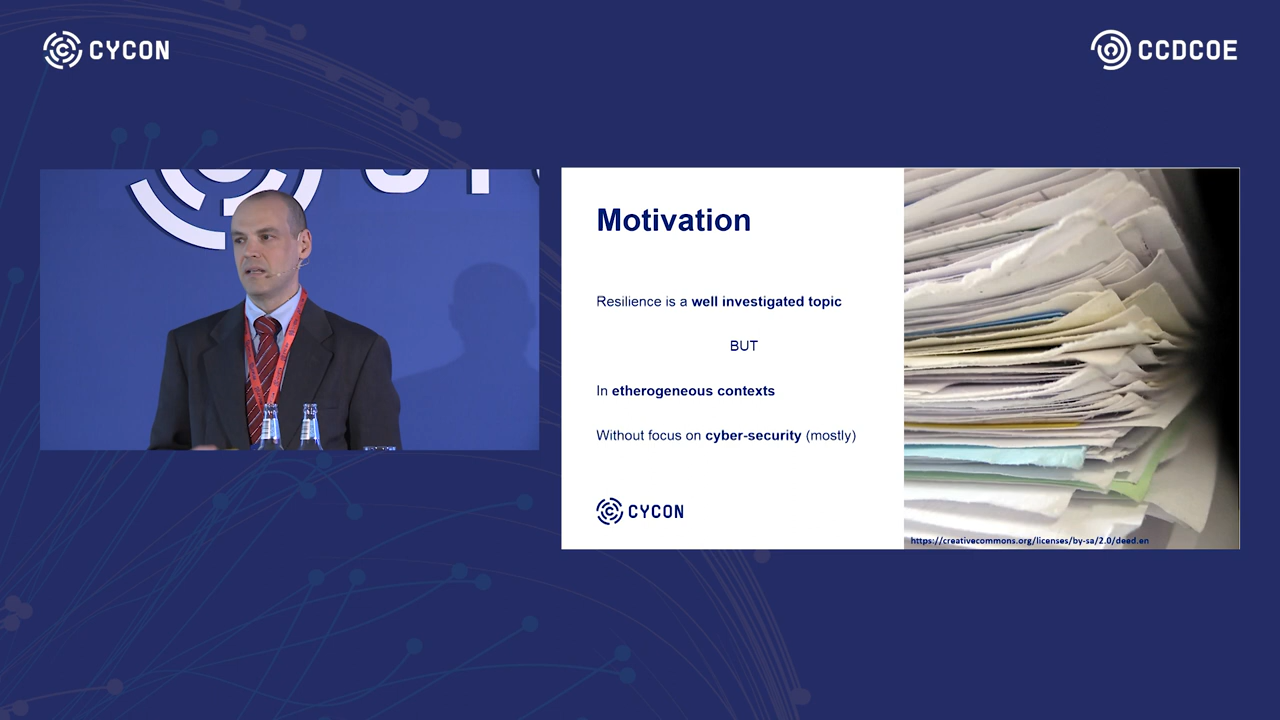 CYCON
CCDCOE
Motivation
Resilience is a well investigated topic
BUT
In etherogeneous contexts
Without focus on cyber-security (mostly)
CYCON
https://creativecommons.org/licenses/by-sa/2.0/deed.en